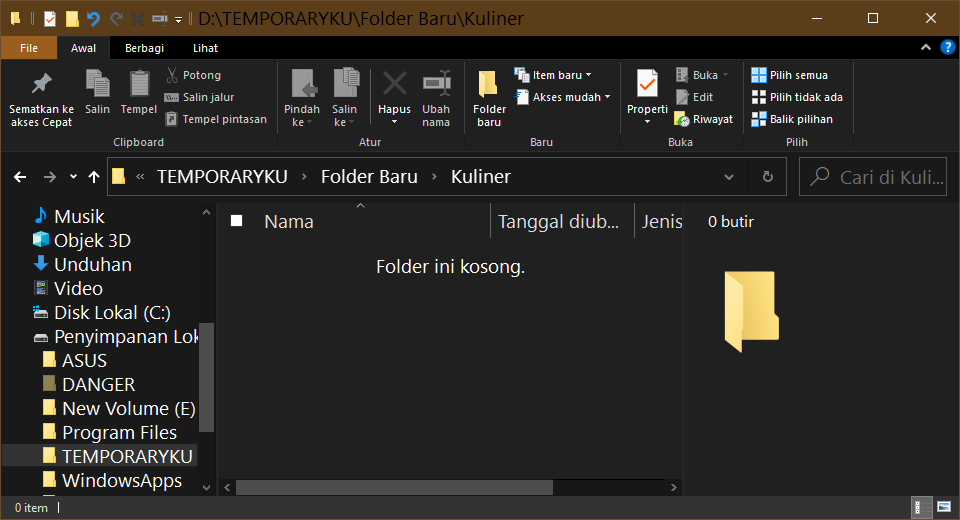 D:\TEMPORARYKU\Folder Baru\Kuliner
File Awal Berbagi Lihat
Sematkan ke akses Cepat
Salin
Tempel
Potong
Salin jalur
Tempel pintasan
Clipboard
Pindah ke
Salin ke
Hapus
Ubah nama
Atur
Folder baru
Item baru
Akses mudah
Baru
Properti
Buka
Edit
Riwayat
Buka
Pilih semua
Pilih tidak ada
Balik pilihan
Pilih
« TEMPORARYKU › Folder Baru › Kuliner
Cari di Kuli...
Musik
Objek 3D
Unduhan
Video
Disk Lokal (C:)
Penyimpanan Lok
ASUS
DANGER
New Volume (E)
Program Files
TEMPORARYKU
WindowsApps
Nama Tanggal diub... Jenis
Folder ini kosong.
0 butir
0 item